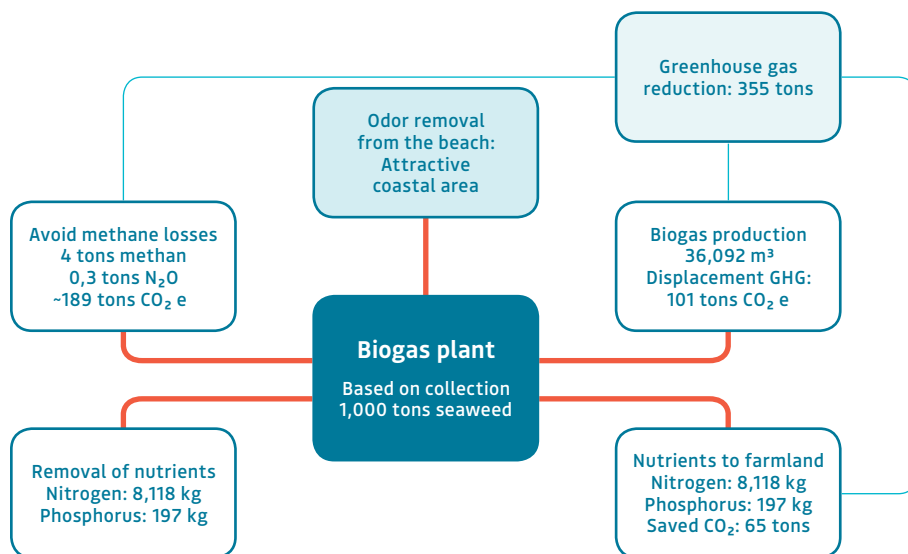 Greenhouse gas
reduction: 355 tons
Odor removal
from the beach:
Attractive
coastal area
Avoid methane losses
4 tons methan
0,3 tons N₂O
~189 tons CO₂ e
Biogas production
36,092 m³
Displacement GHG:
101 tons CO₂ e
Biogas plant
Based on collection
1,000 tons seaweed
Removal of nutrients
Nitrogen: 8,118 kg
Phosphorus: 197 kg
Nutrients to farmland
Nitrogen: 8,118 kg
Phosphorus: 197 kg
Saved CO₂: 65 tons